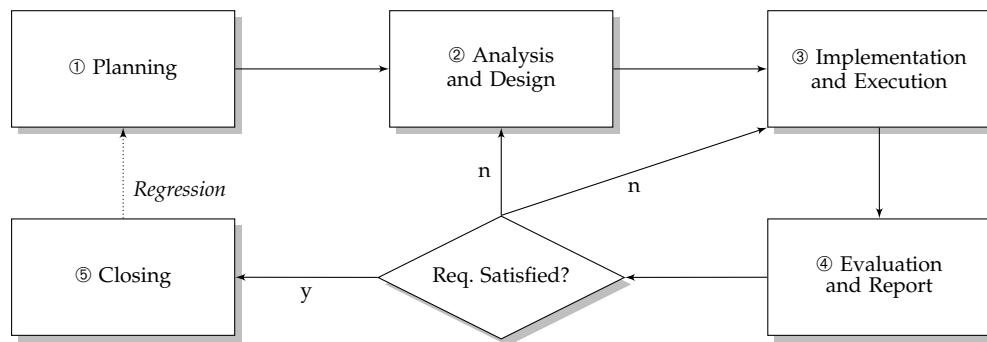 ① Planning
② Analysis
and Design
③ Implementation
and Execution
n
n
Regression
⑤ Closing
y
Req. Satisfied?
④ Evaluation
and Report